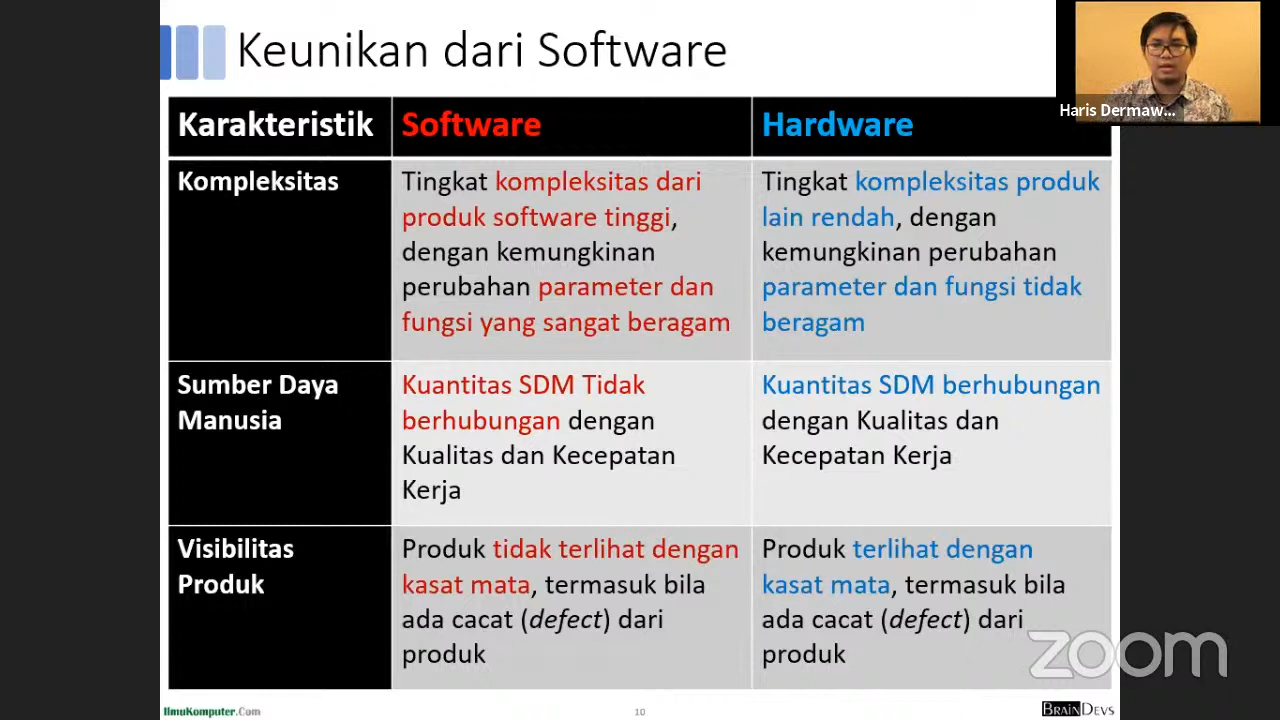 Keunikan dari Software
Haris Dermaw...
Karakteristik
Software
Hardware
Kompleksitas
Tingkat kompleksitas dari
produk software tinggi,
dengan kemungkinan
perubahan parameter dan
fungsi yang sangat beragam
Tingkat kompleksitas produk
lain rendah, dengan
kemungkinan perubahan
parameter dan fungsi tidak
beragam
Sumber Daya
Manusia
Kuantitas SDM Tidak
berhubungan dengan
Kualitas dan Kecepatan
Kerja
Kuantitas SDM berhubungan
dengan Kualitas dan
Kecepatan Kerja
Visibilitas
Produk
Produk tidak terlihat dengan
kasat mata, termasuk bila
ada cacat (defect) dari
produk
Produk terlihat dengan
kasat mata, termasuk bila
ada cacat (defect) dari
produk
zoom
IlmuKomputer.Com
10
BRAINDEVS